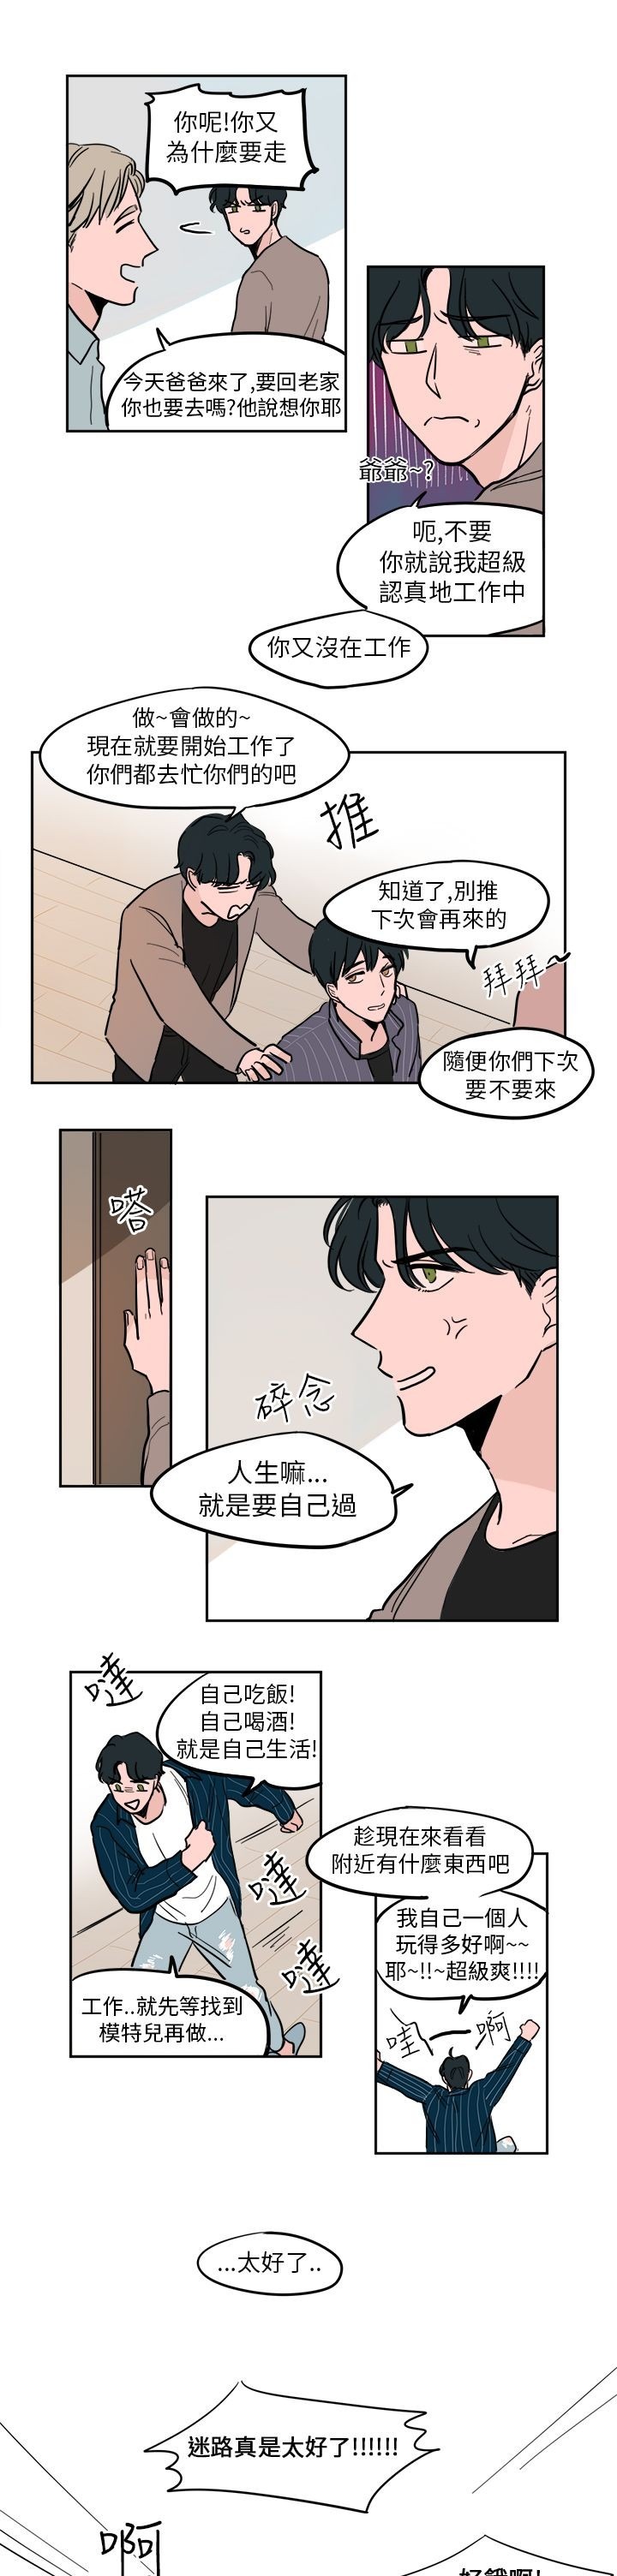 你呢!你又
為什麼要走
今天爸爸來了,要回老家
你也要去嗎?他說想你耶
爺爺~?
呃,不要
你就說我超級
認真地工作中
你又沒在工作
做~會做的~
現在就要開始工作了
你們都去忙你們的吧
推
知道了,別推
下次會再來的
拜拜~
隨便你們下次
要不要來
嗒
碎念
人生嘛...
就是要自己過
噠
自己吃飯!
自己喝酒!
就是自己生活!
噠
噠
工作..就先等找到
模特兒再做...
趁現在來看看
附近有什麼東西吧
我自己一個人
玩得多好啊~~
耶~!!~超級爽!!!!
哇一啊
...太好了..
迷路真是太好了!!!!!!
啊
好餓啊!